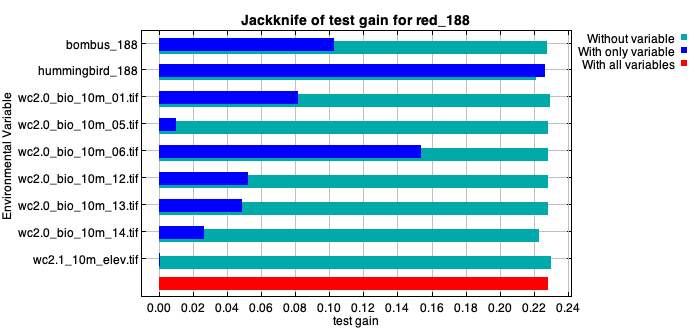 Jackknife of test gain for red_188
Without variable
With only variable
With all variables
Environmental Variable
bombus_188
hummingbird_188
wc2.0_bio_10m_01.tif
wc2.0_bio_10m_05.tif
wc2.0_bio_10m_06.tif
wc2.0_bio_10m_12.tif
wc2.0_bio_10m_13.tif
wc2.0_bio_10m_14.tif
wc2.1_10m_elev.tif
0.00 0.02 0.04 0.06 0.08 0.10 0.12 0.14 0.16 0.18 0.20 0.22 0.24
test gain